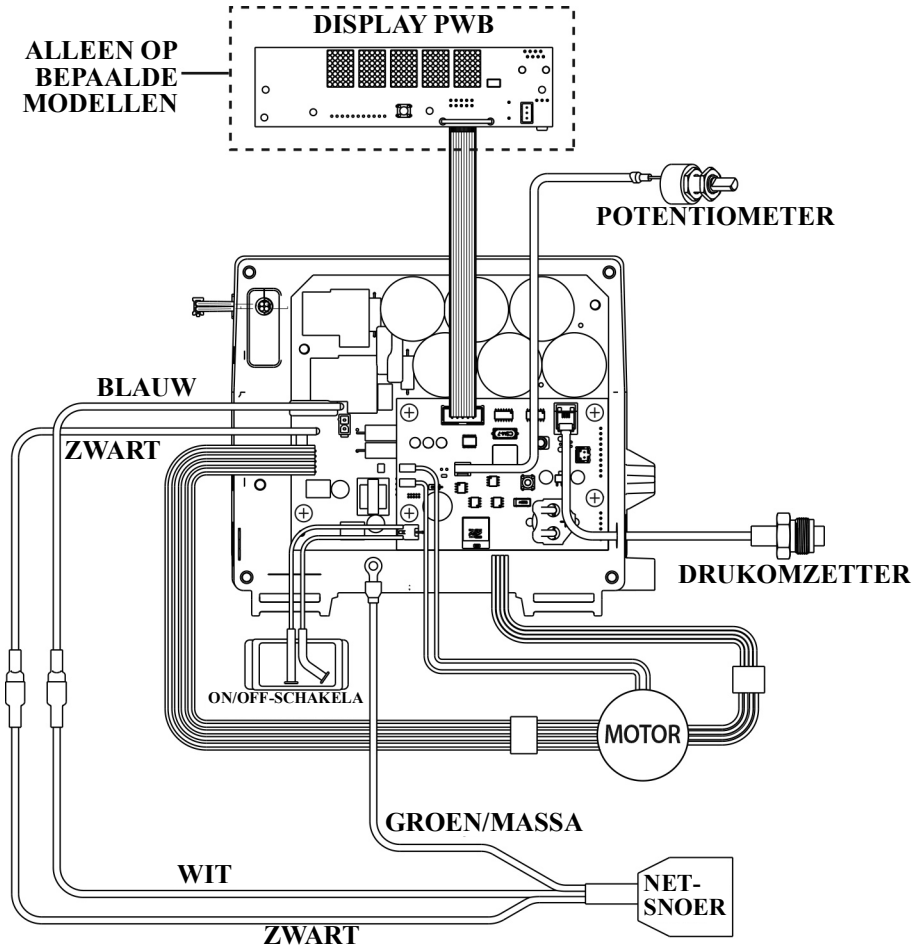 DISPLAY PWB
ALLEEN OP
BEPAALDE
MODELLEN
POTENTIOMETER
BLAUW
ZWART
DRUKOMZETTER
ON/OFF-SCHAKELA
MOTOR
GROEN/MASSA
WIT
NET-
SNOER
ZWART